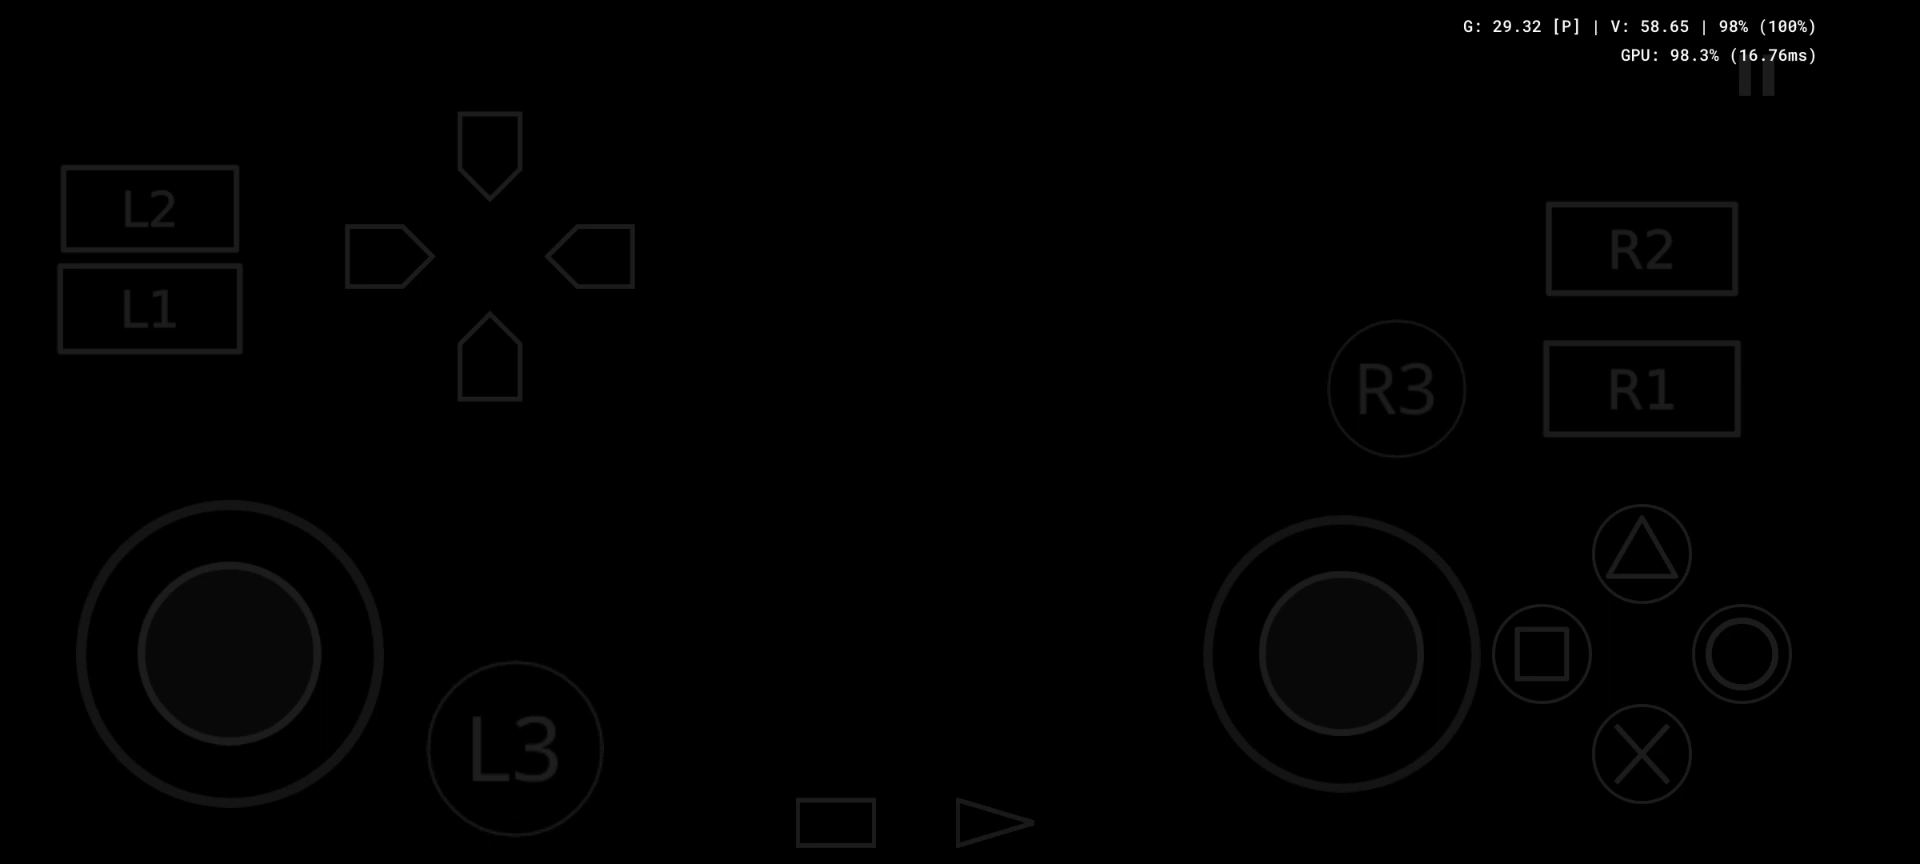 G: 29.32 [P] | V: 58.65 | 98% (100%)
GPU: 98.3% (16.76ms)
L2
R2
L1
R3
R1
L3